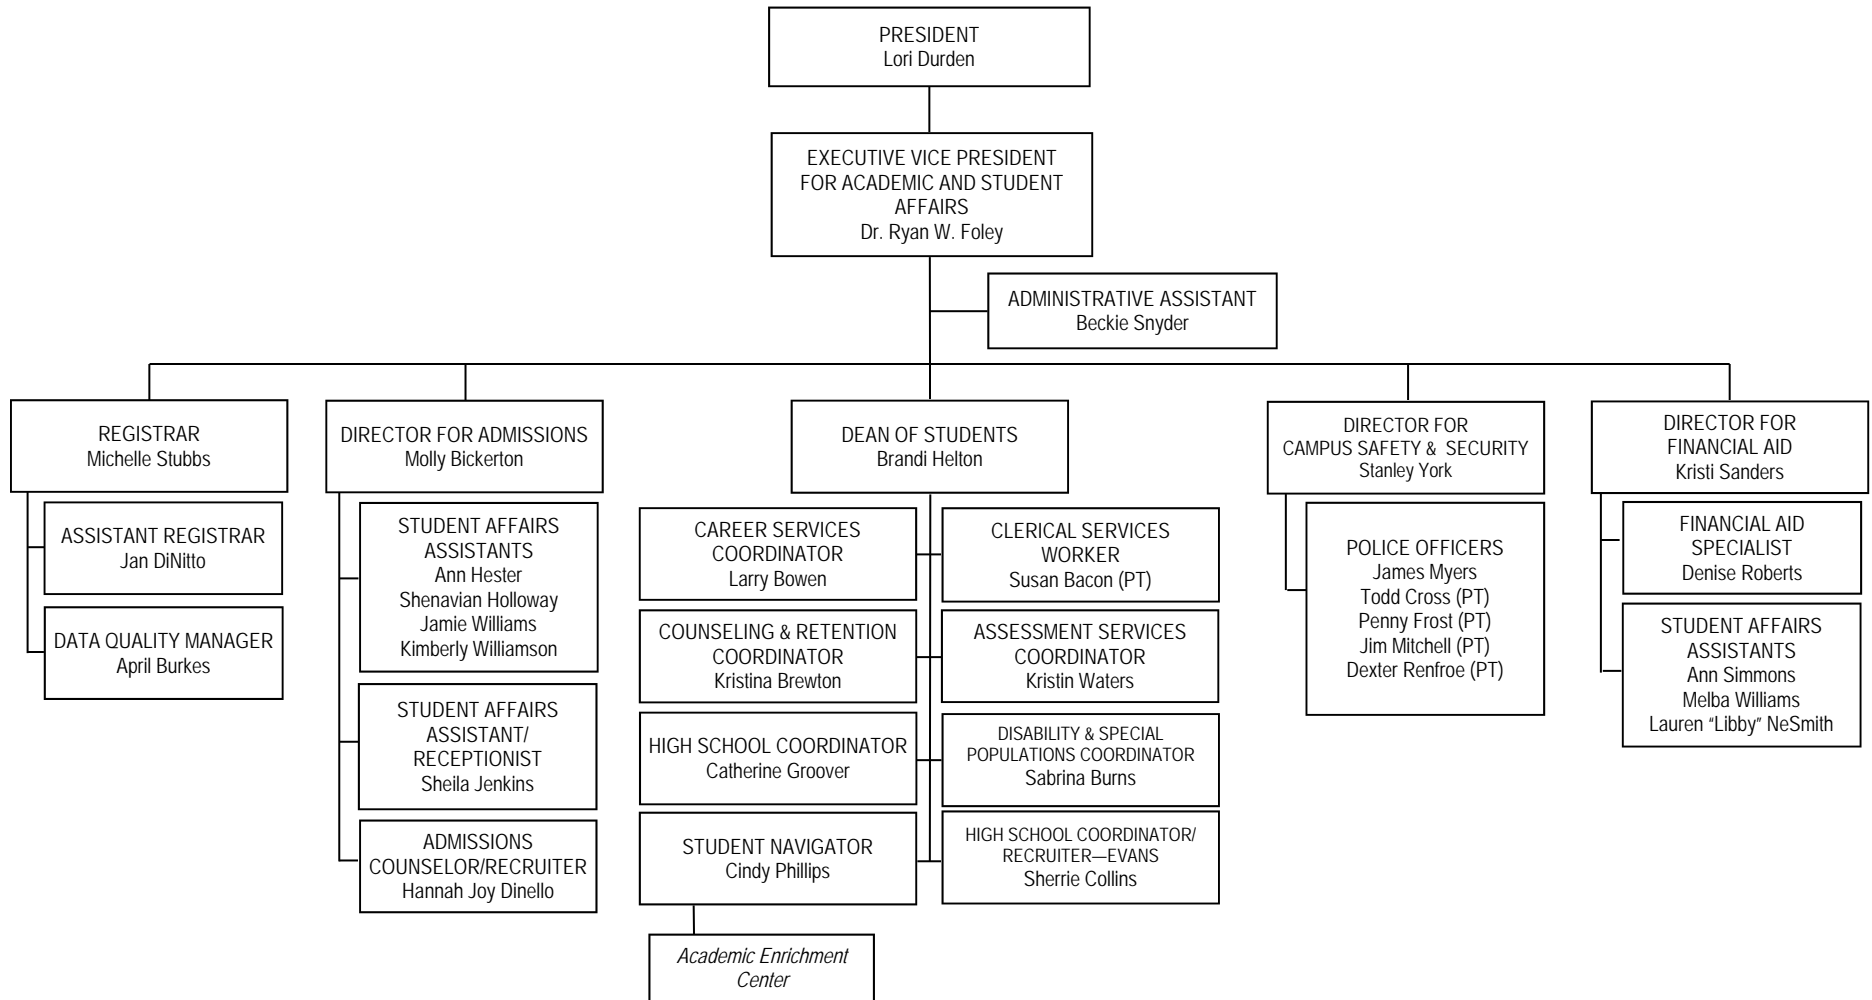 PRESIDENT
Lori Durden
EXECUTIVE VICE PRESIDENT
FOR ACADEMIC AND STUDENT
AFFAIRS
Dr. Ryan W. Foley
ADMINISTRATIVE ASSISTANT
Beckie Snyder
REGISTRAR
Michelle Stubbs
ASSISTANT REGISTRAR
Jan DiNitto
DATA QUALITY MANAGER
April Burkes
DIRECTOR FOR ADMISSIONS
Molly Bickerton
STUDENT AFFAIRS
ASSISTANTS
Ann Hester
Shenavian Holloway
Jamie Williams
Kimberly Williamson
STUDENT AFFAIRS
ASSISTANT/
RECEPTIONIST
Sheila Jenkins
ADMISSIONS
COUNSELOR/RECRUITER
Hannah Joy Dinello
DEAN OF STUDENTS
Brandi Helton
CAREER SERVICES
COORDINATOR
Larry Bowen
CLERICAL SERVICES
WORKER
Susan Bacon (PT)
COUNSELING & RETENTION
COORDINATOR
Kristina Brewton
ASSESSMENT SERVICES
COORDINATOR
Kristin Waters
HIGH SCHOOL COORDINATOR
Catherine Groover
DISABILITY & SPECIAL
POPULATIONS COORDINATOR
Sabrina Burns
STUDENT NAVIGATOR
Cindy Phillips
HIGH SCHOOL COORDINATOR/
RECRUITER—EVANS
Sherrie Collins
Academic Enrichment
Center
DIRECTOR FOR
CAMPUS SAFETY & SECURITY
Stanley York
POLICE OFFICERS
James Myers
Todd Cross (PT)
Penny Frost (PT)
Jim Mitchell (PT)
Dexter Renfroe (PT)
DIRECTOR FOR
FINANCIAL AID
Kristi Sanders
FINANCIAL AID
SPECIALIST
Denise Roberts
STUDENT AFFAIRS
ASSISTANTS
Ann Simmons
Melba Williams
Lauren “Libby” NeSmith